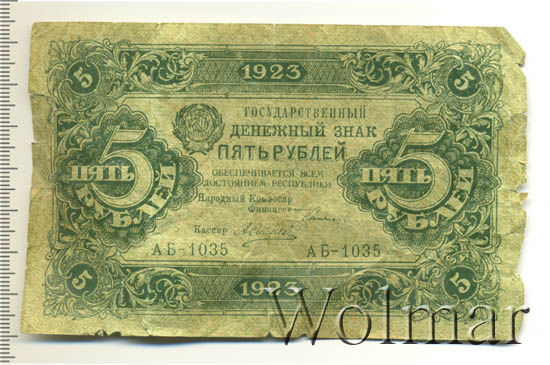 5 1923 5
ГОСУДАРСТВЕННЫЙ
ДЕНЕЖНЫЙ ЗНАК
ПЯТЬ РУБЛЕЙ
ОБЕСПЕЧИВАЕТСЯ ВСЕМ
ДОСТОЯНИЕМ РЕСПУБЛИКИ
Народный Комиссар
Финансов
Кассир
АБ-1035 АБ-1035
5
ПЯТЬ
РУБЛЕЙ
5
ПЯТЬ
РУБЛЕЙ
5 1923 5
Wolmar